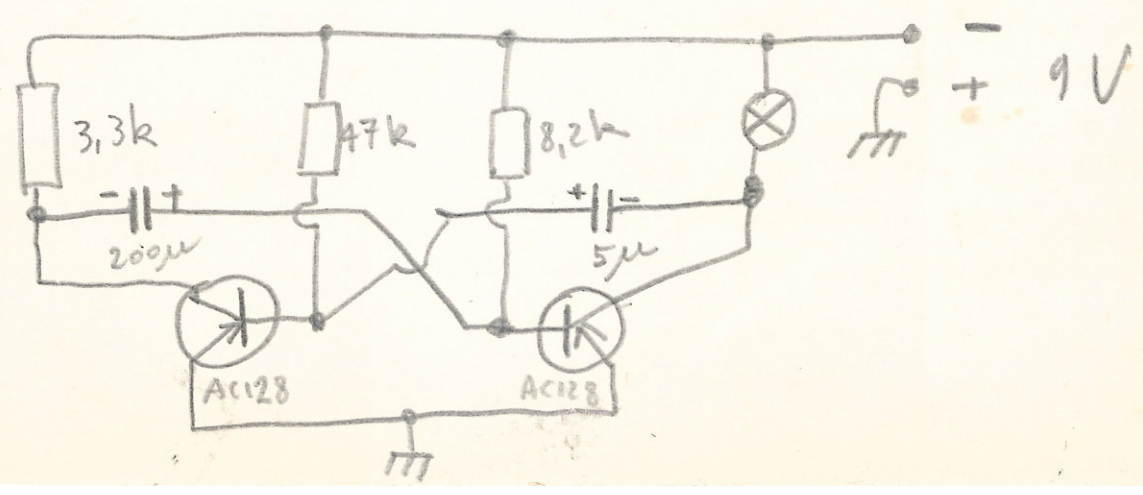 −
+ 9V
3,3k 47k 8,2k
- + + -
200µ 5µ
AC128 AC128